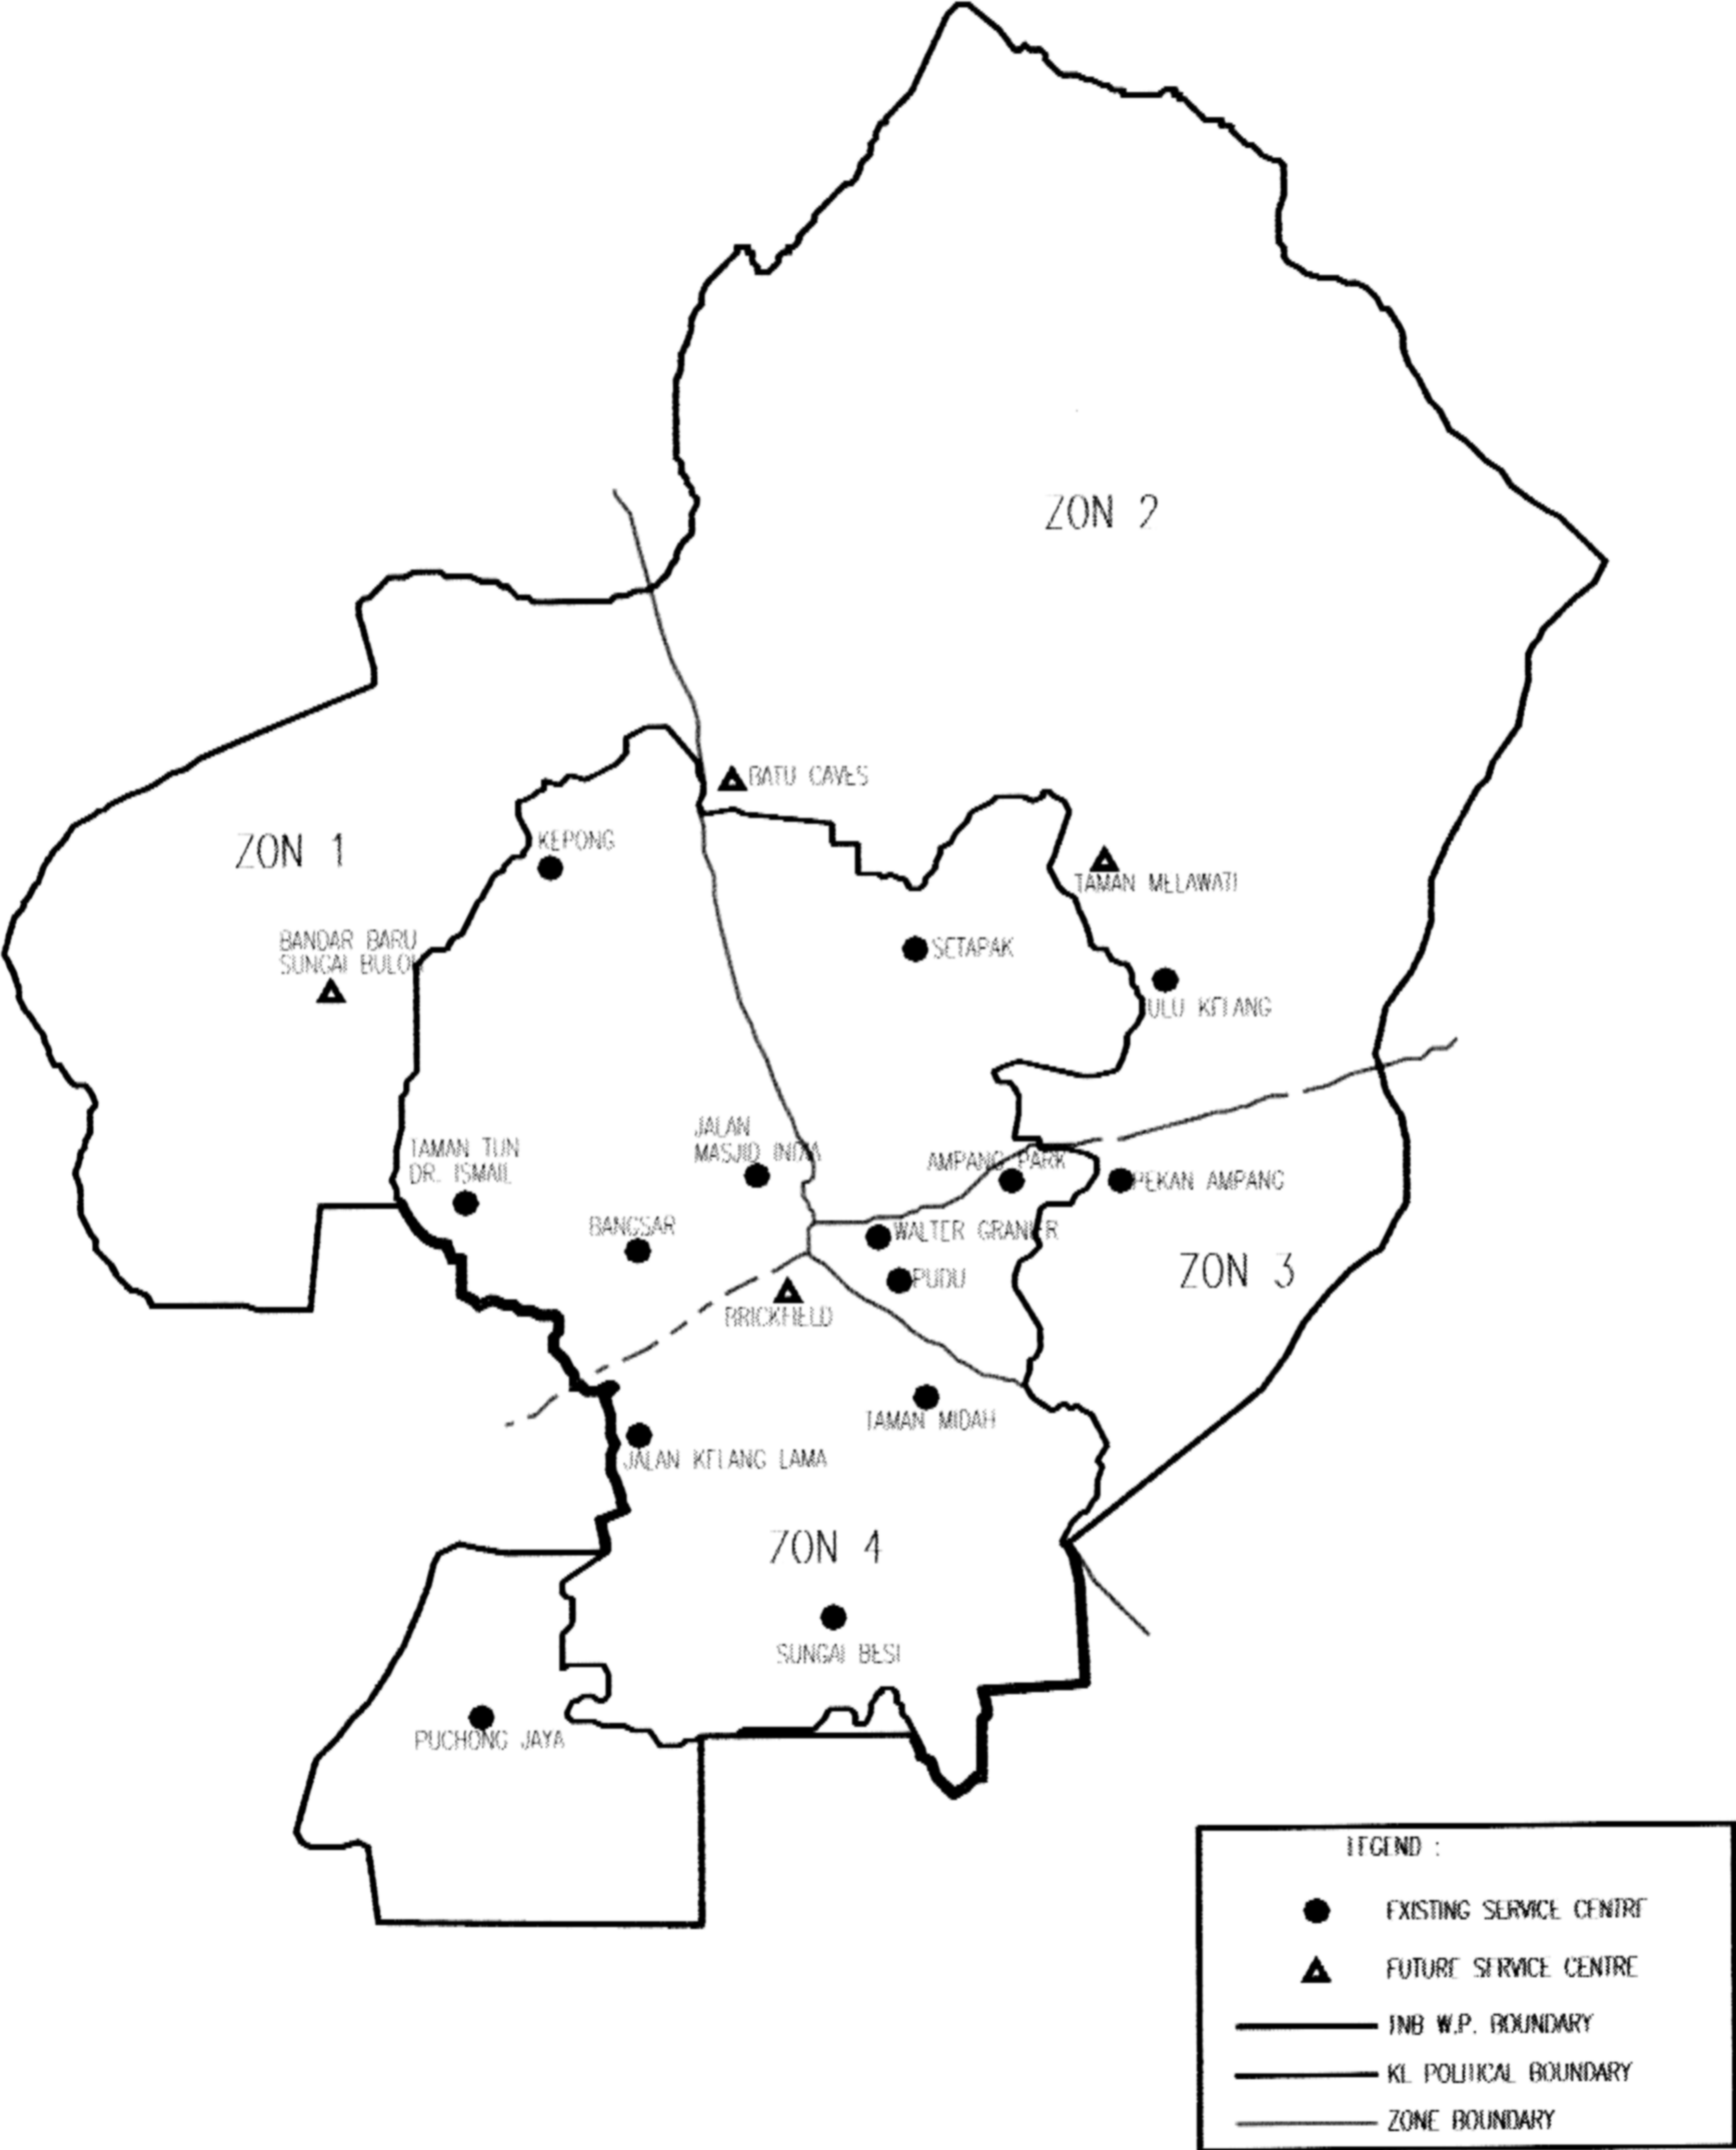 ZON 2
BATU CAVES
ZON 1
KEPONG
TAMAN MELAWATI
BANDAR BARU
SUNGAI BULOH
SETAPAK
ULU KELANG
JALAN
MASJID INDIA
TAMAN TUN
DR. ISMAIL
AMPANG PARK
PEKAN AMPANG
BANGSAR
WALTER GRANIER
ZON 3
PUDU
BRICKFIELD
TAMAN MIDAH
JALAN KELANG LAMA
ZON 4
SUNGAI BESI
PUCHONG JAYA
LEGEND :
EXISTING SERVICE CENTRE
FUTURE SERVICE CENTRE
TNB W.P. BOUNDARY
KL POLITICAL BOUNDARY
ZONE BOUNDARY